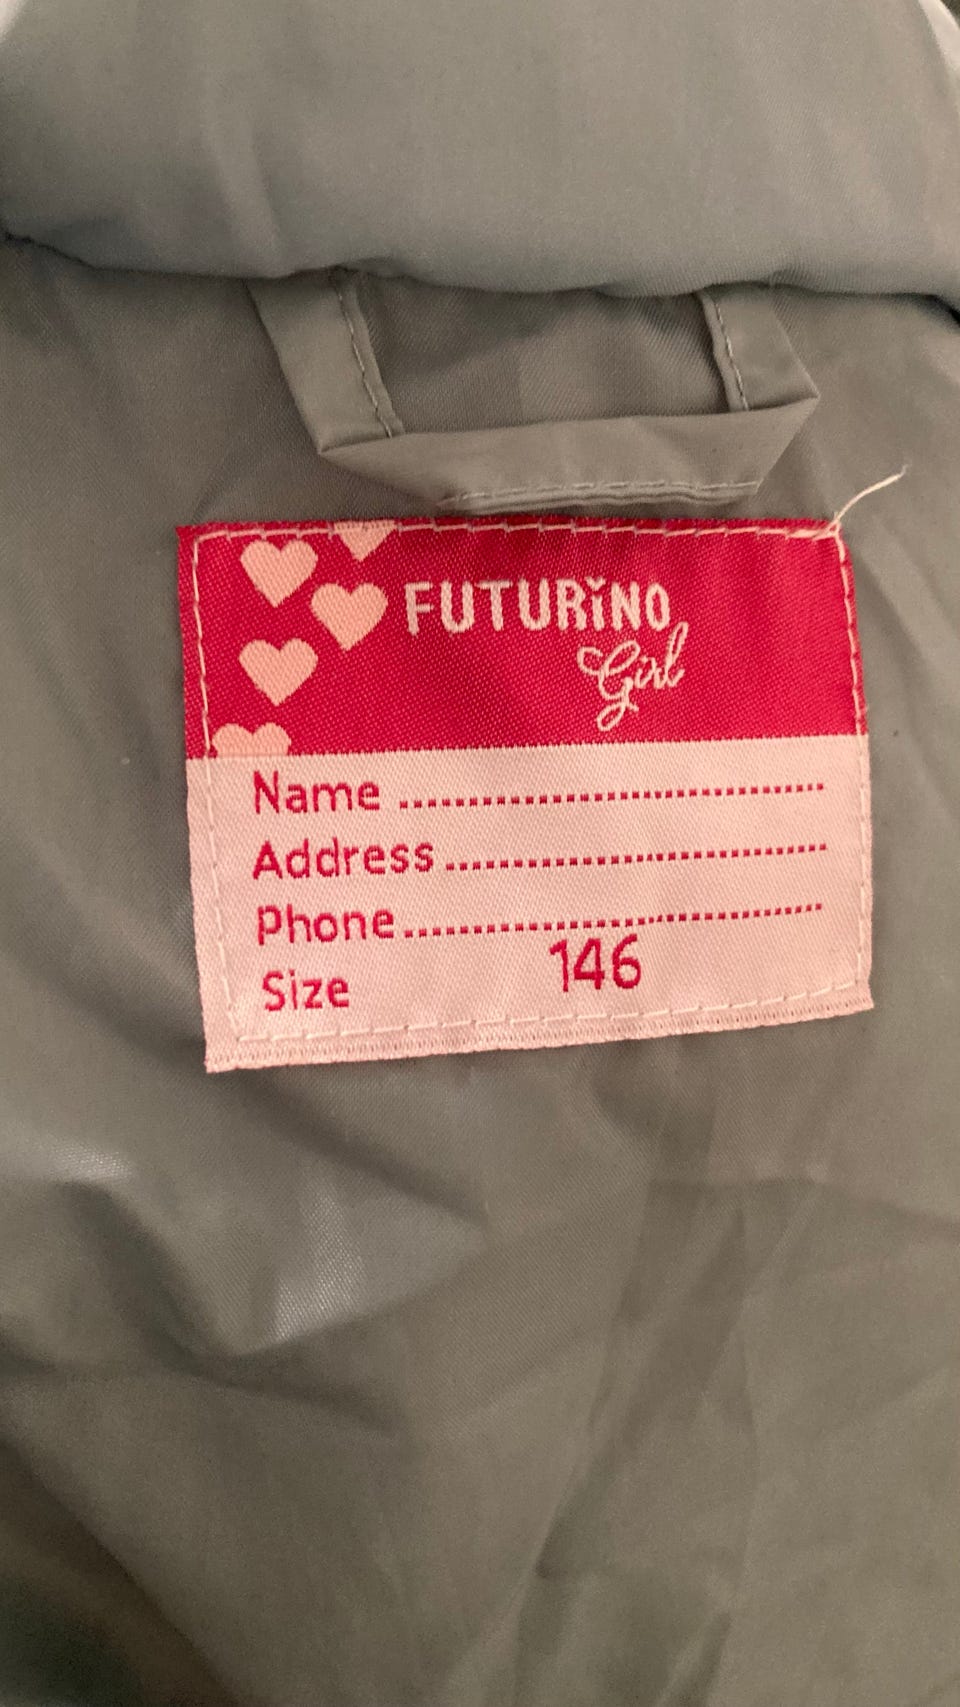 FUTURiNO
Girl
Name ........................................
Address ....................................
Phone........................................
Size 146